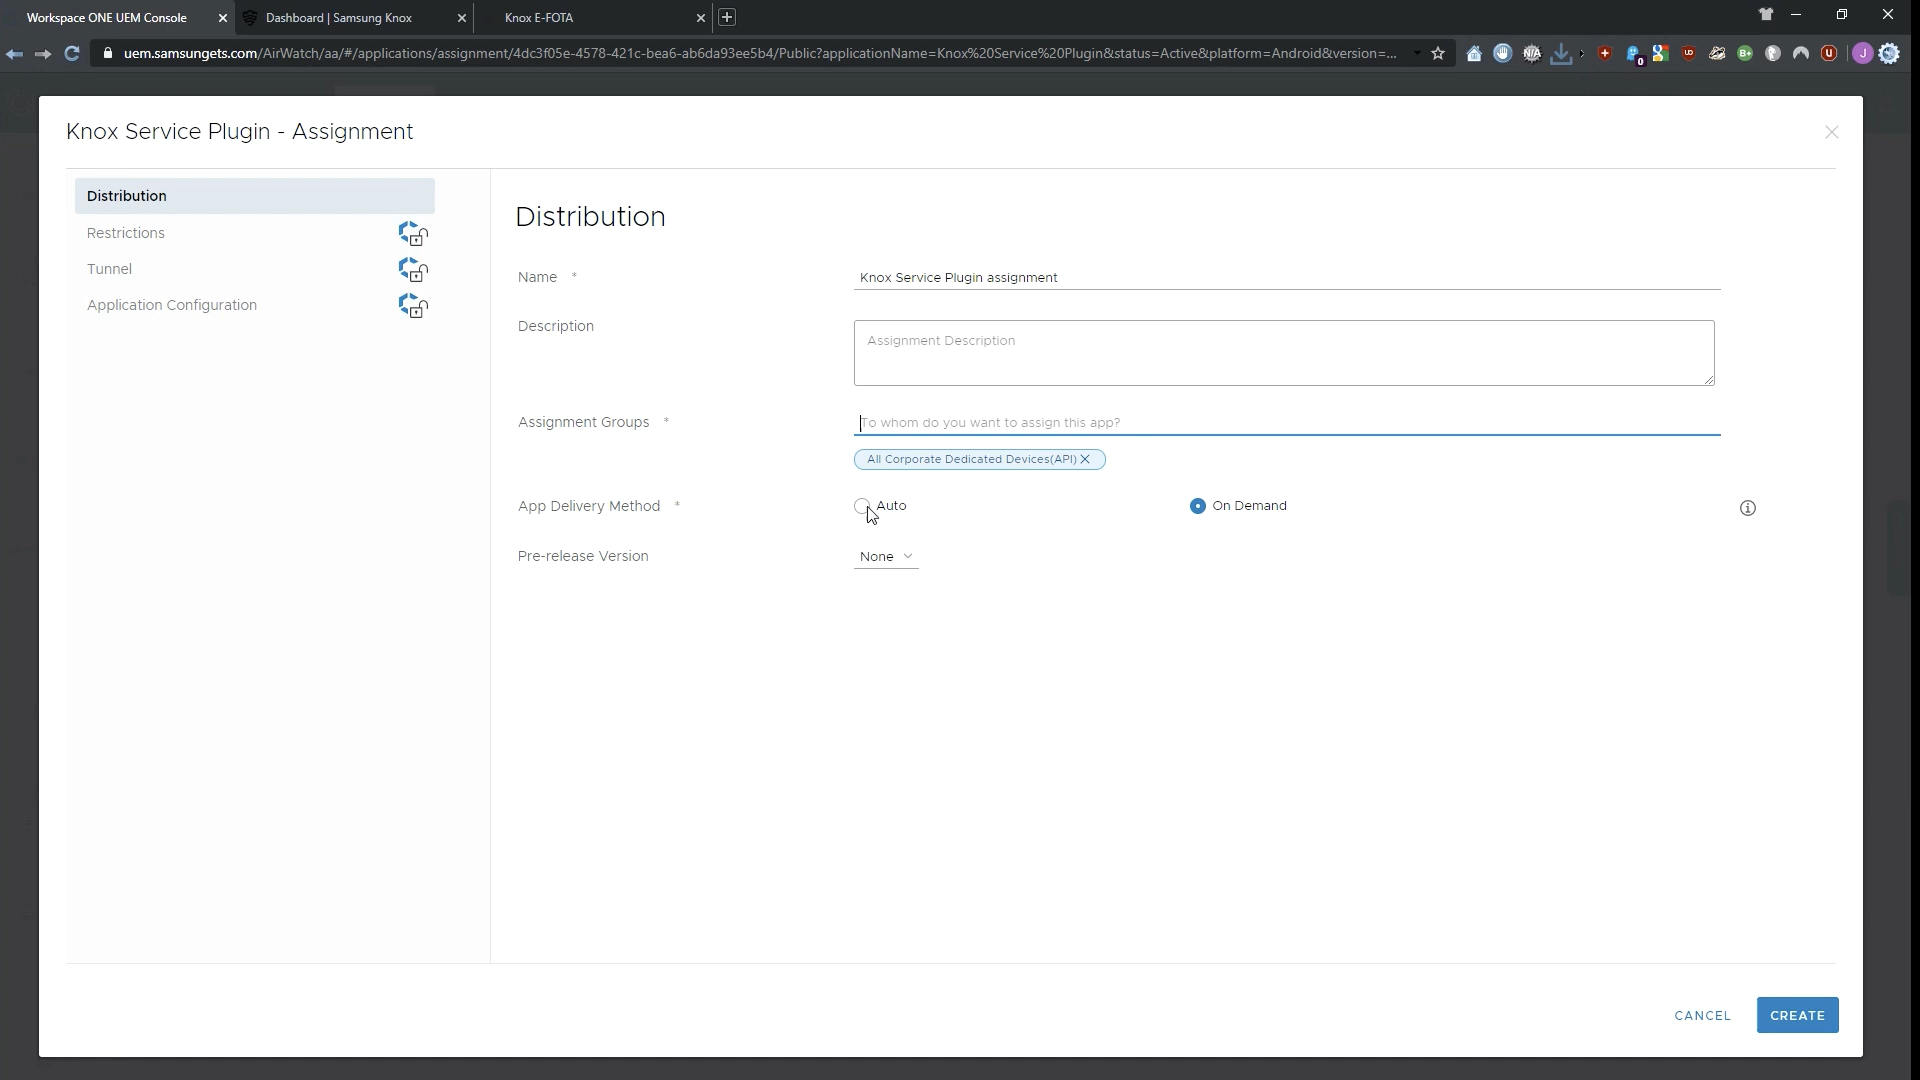 Workspace ONE UEM Console
Dashboard | Samsung Knox
Knox E-FOTA
uem.samsungets.com/AirWatch/aa/#/applications/assignment/4dc3f05e-4578-421c-bea6-ab6da93ee5b4/Public?applicationName=Knox%20Service%20Plugin&status=Active&platform=Android&version=...
N/A
0
UD
B+
U
J
Knox Service Plugin - Assignment
Distribution
Restrictions
Tunnel
Application Configuration
Distribution
Name *
Knox Service Plugin assignment
Description
Assignment Description
Assignment Groups *
To whom do you want to assign this app?
All Corporate Dedicated Devices(API)
App Delivery Method *
Auto
On Demand
Pre-release Version
None
CANCEL
CREATE